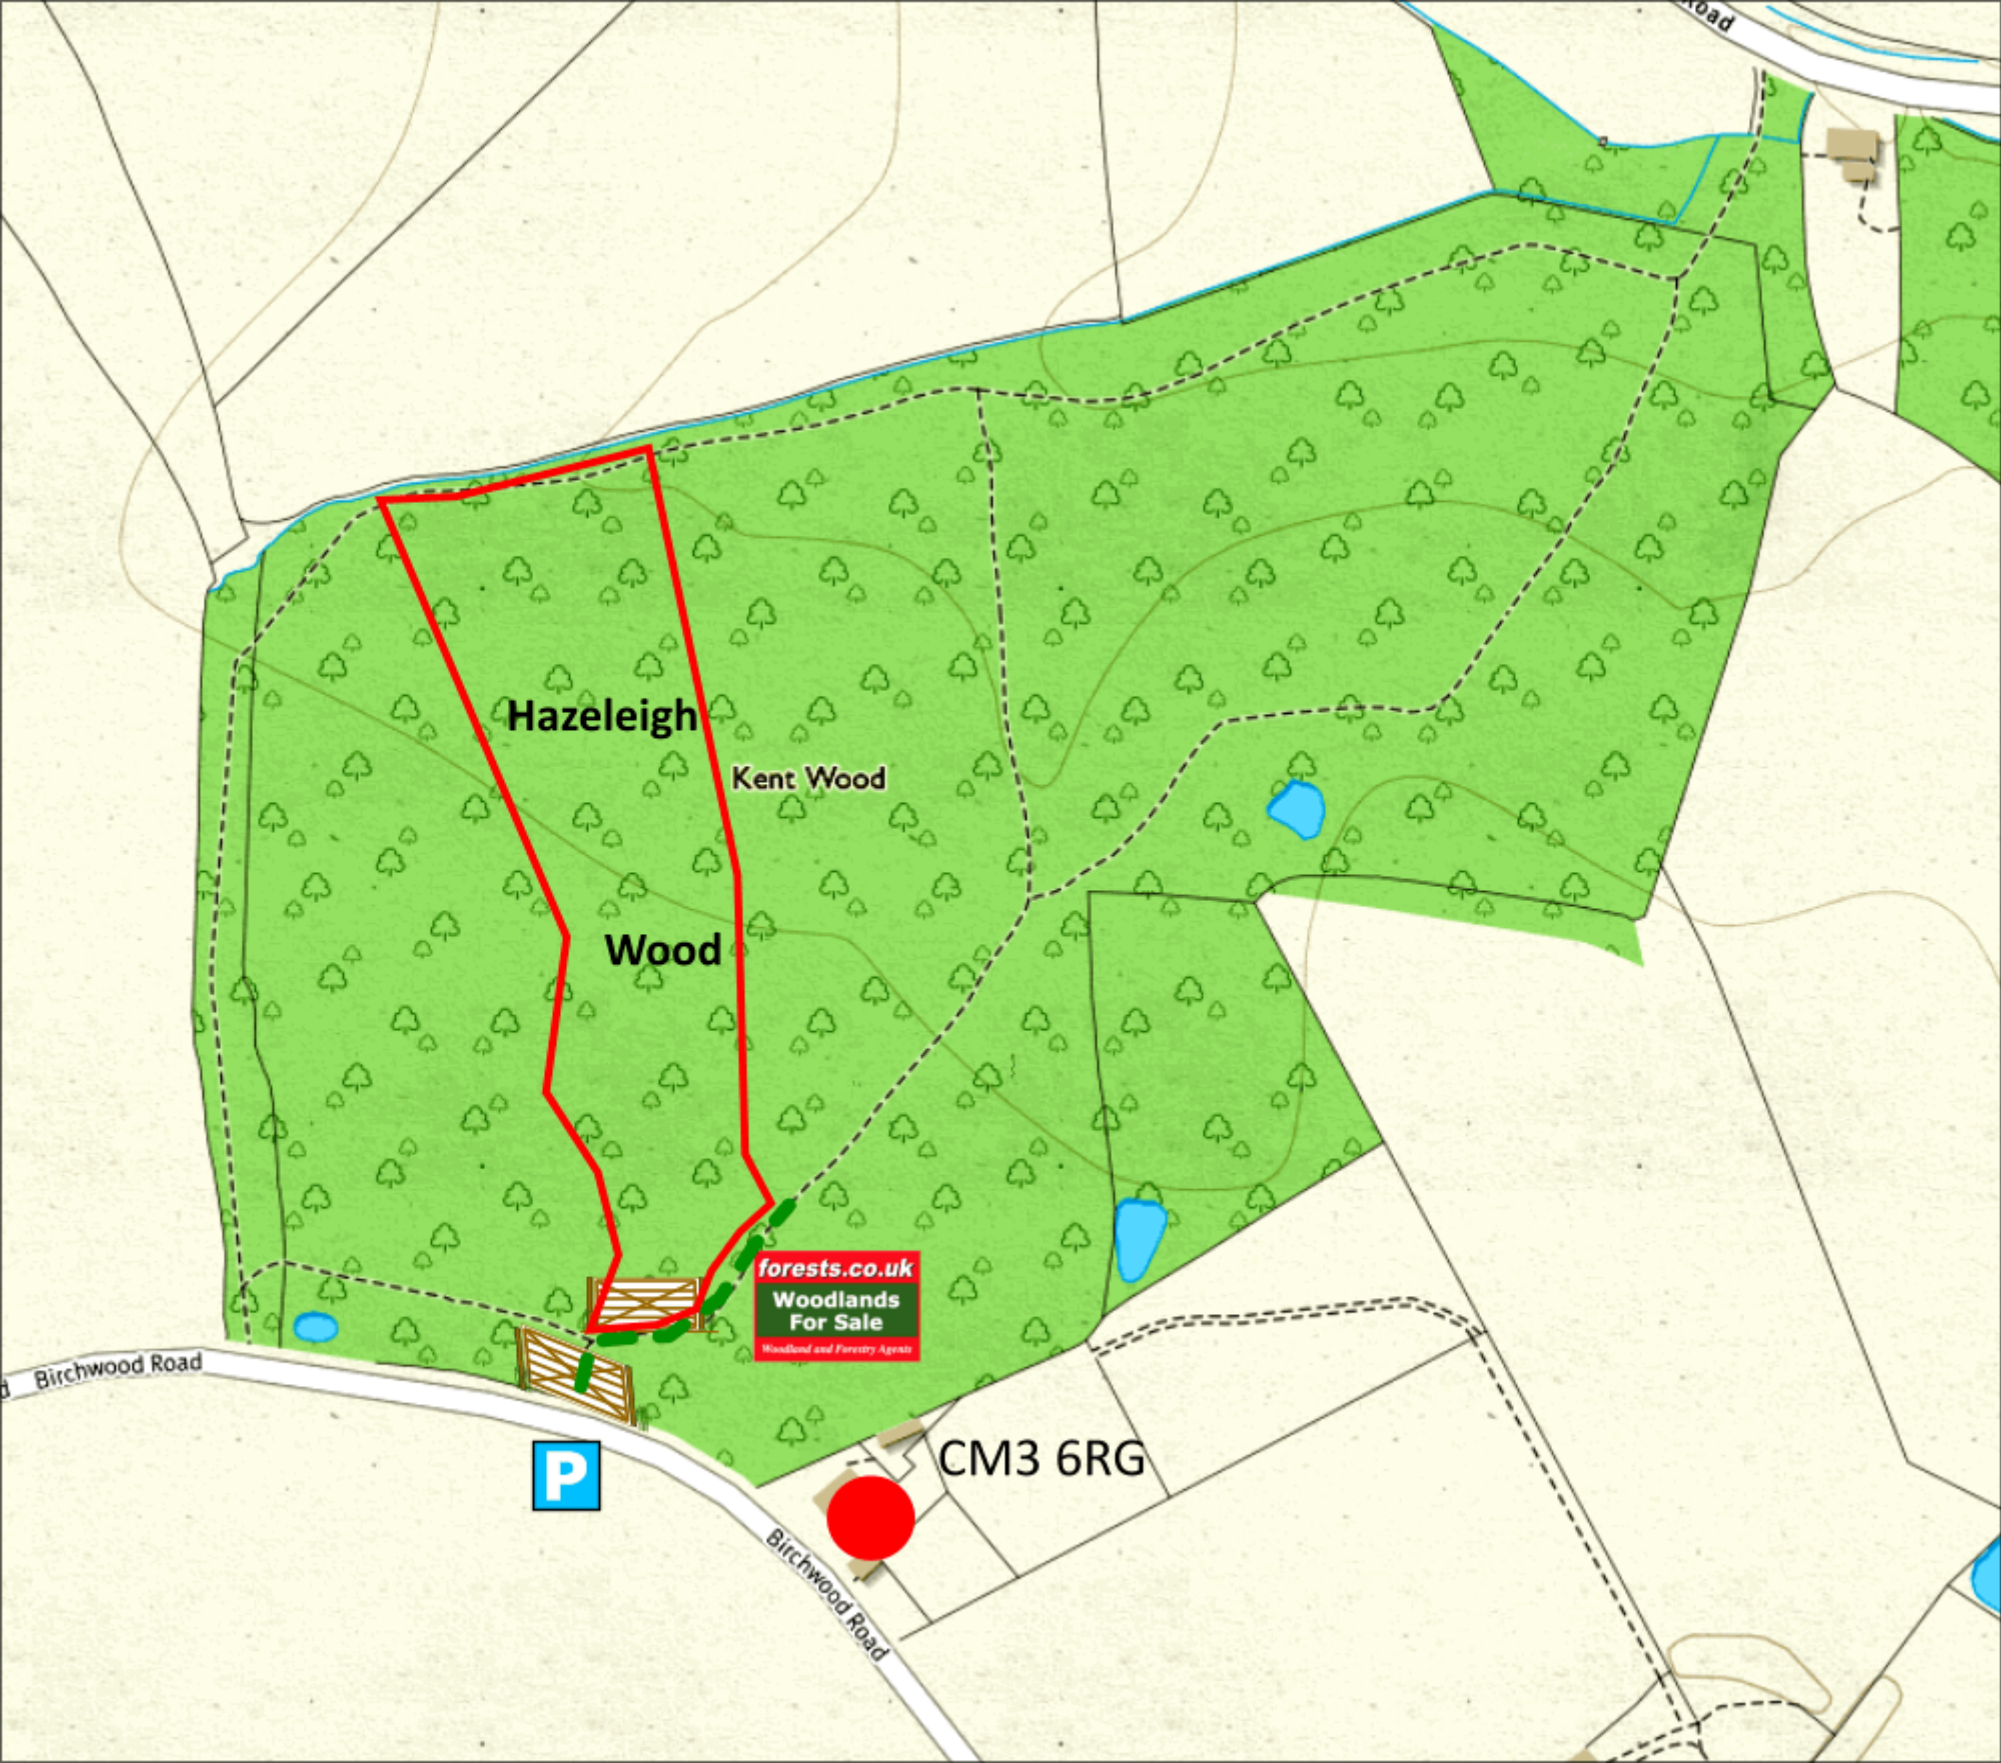 Road
Hazeleigh
Kent Wood
Wood
forests.co.uk
Woodlands
For Sale
Woodland and Forestry Agents
d Birchwood Road
P
CM3 6RG
Birchwood Road